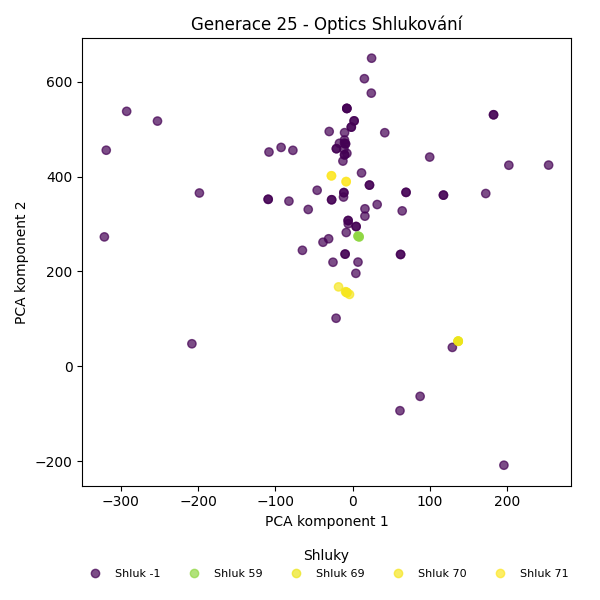 Generace 25 - Optics Shlukování
PCA komponent 2
600
400
200
0
−200
−300
−200
−100
0
100
200
PCA komponent 1
Shluky
Shluk -1
Shluk 59
Shluk 69
Shluk 70
Shluk 71